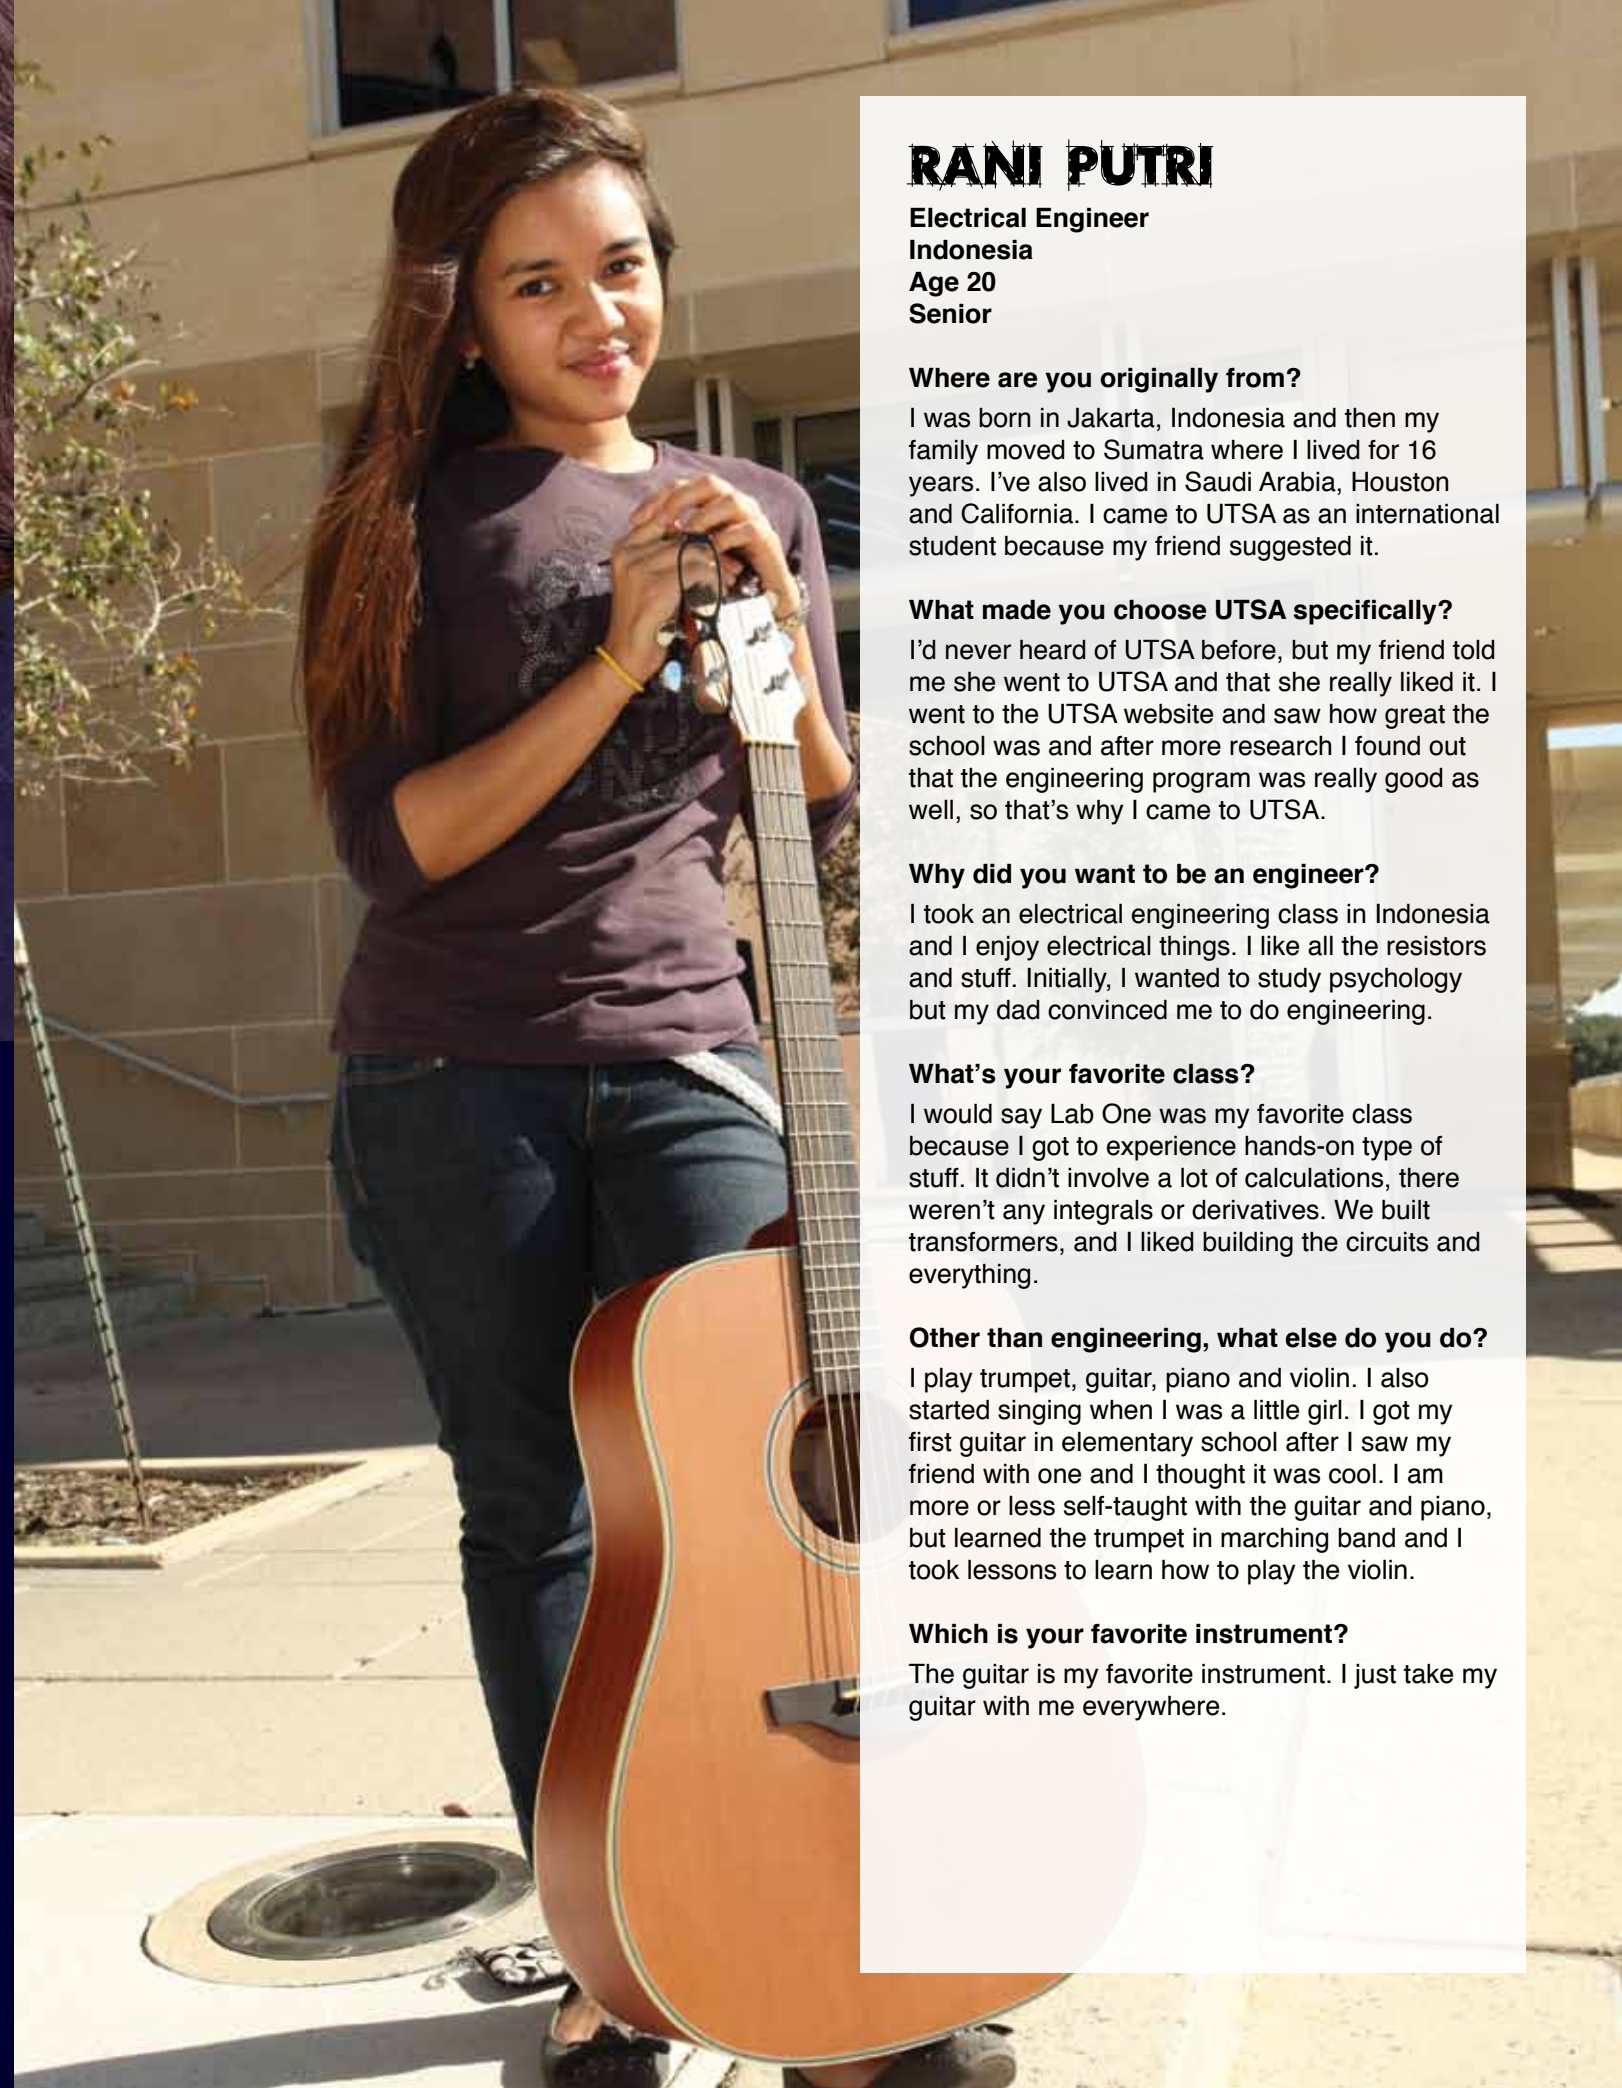 RANI PUTRI
Electrical Engineer
Indonesia
Age 20
Senior
Where are you originally from?
I was born in Jakarta, Indonesia and then my
family moved to Sumatra where I lived for 16
years. I’ve also lived in Saudi Arabia, Houston
and California. I came to UTSA as an international
student because my friend suggested it.
What made you choose UTSA specifically?
I’d never heard of UTSA before, but my friend told
me she went to UTSA and that she really liked it. I
went to the UTSA website and saw how great the
school was and after more research I found out
that the engineering program was really good as
well, so that’s why I came to UTSA.
Why did you want to be an engineer?
I took an electrical engineering class in Indonesia
and I enjoy electrical things. I like all the resistors
and stuff. Initially, I wanted to study psychology
but my dad convinced me to do engineering.
What’s your favorite class?
I would say Lab One was my favorite class
because I got to experience hands-on type of
stuff. It didn’t involve a lot of calculations, there
weren’t any integrals or derivatives. We built
transformers, and I liked building the circuits and
everything.
Other than engineering, what else do you do?
I play trumpet, guitar, piano and violin. I also
started singing when I was a little girl. I got my
first guitar in elementary school after I saw my
friend with one and I thought it was cool. I am
more or less self-taught with the guitar and piano,
but learned the trumpet in marching band and I
took lessons to learn how to play the violin.
Which is your favorite instrument?
The guitar is my favorite instrument. I just take my
guitar with me everywhere.